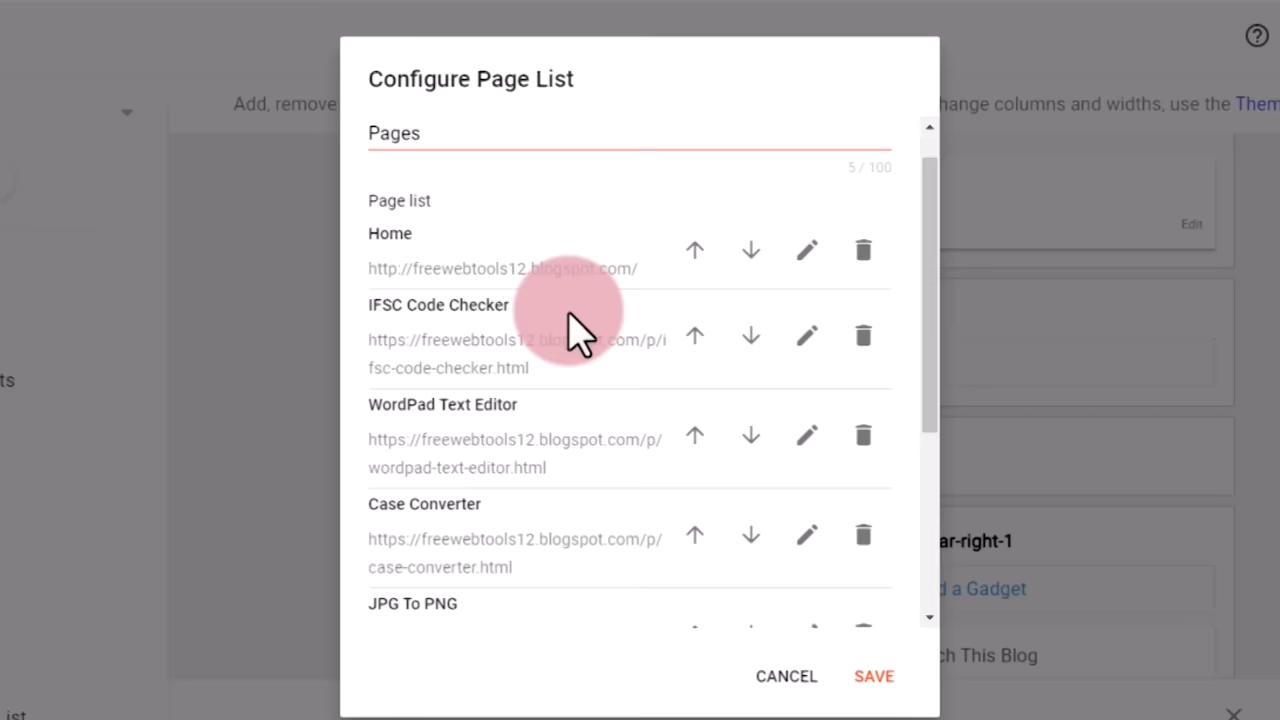 Configure Page List
Add, remove
hange columns and widths, use the Them
Pages
5 / 100
Page list
Home
Edit
http://freewebtools12.blogspot.com/
IFSC Code Checker
https://freewebtools12.blogspot.com/p/i
fsc-code-checker.html
ts
WordPad Text Editor
https://freewebtools12.blogspot.com/p/
wordpad-text-editor.html
Case Converter
https://freewebtools12.blogspot.com/p/
case-converter.html
ar-right-1
d a Gadget
JPG To PNG
ch This Blog
CANCEL SAVE
ist